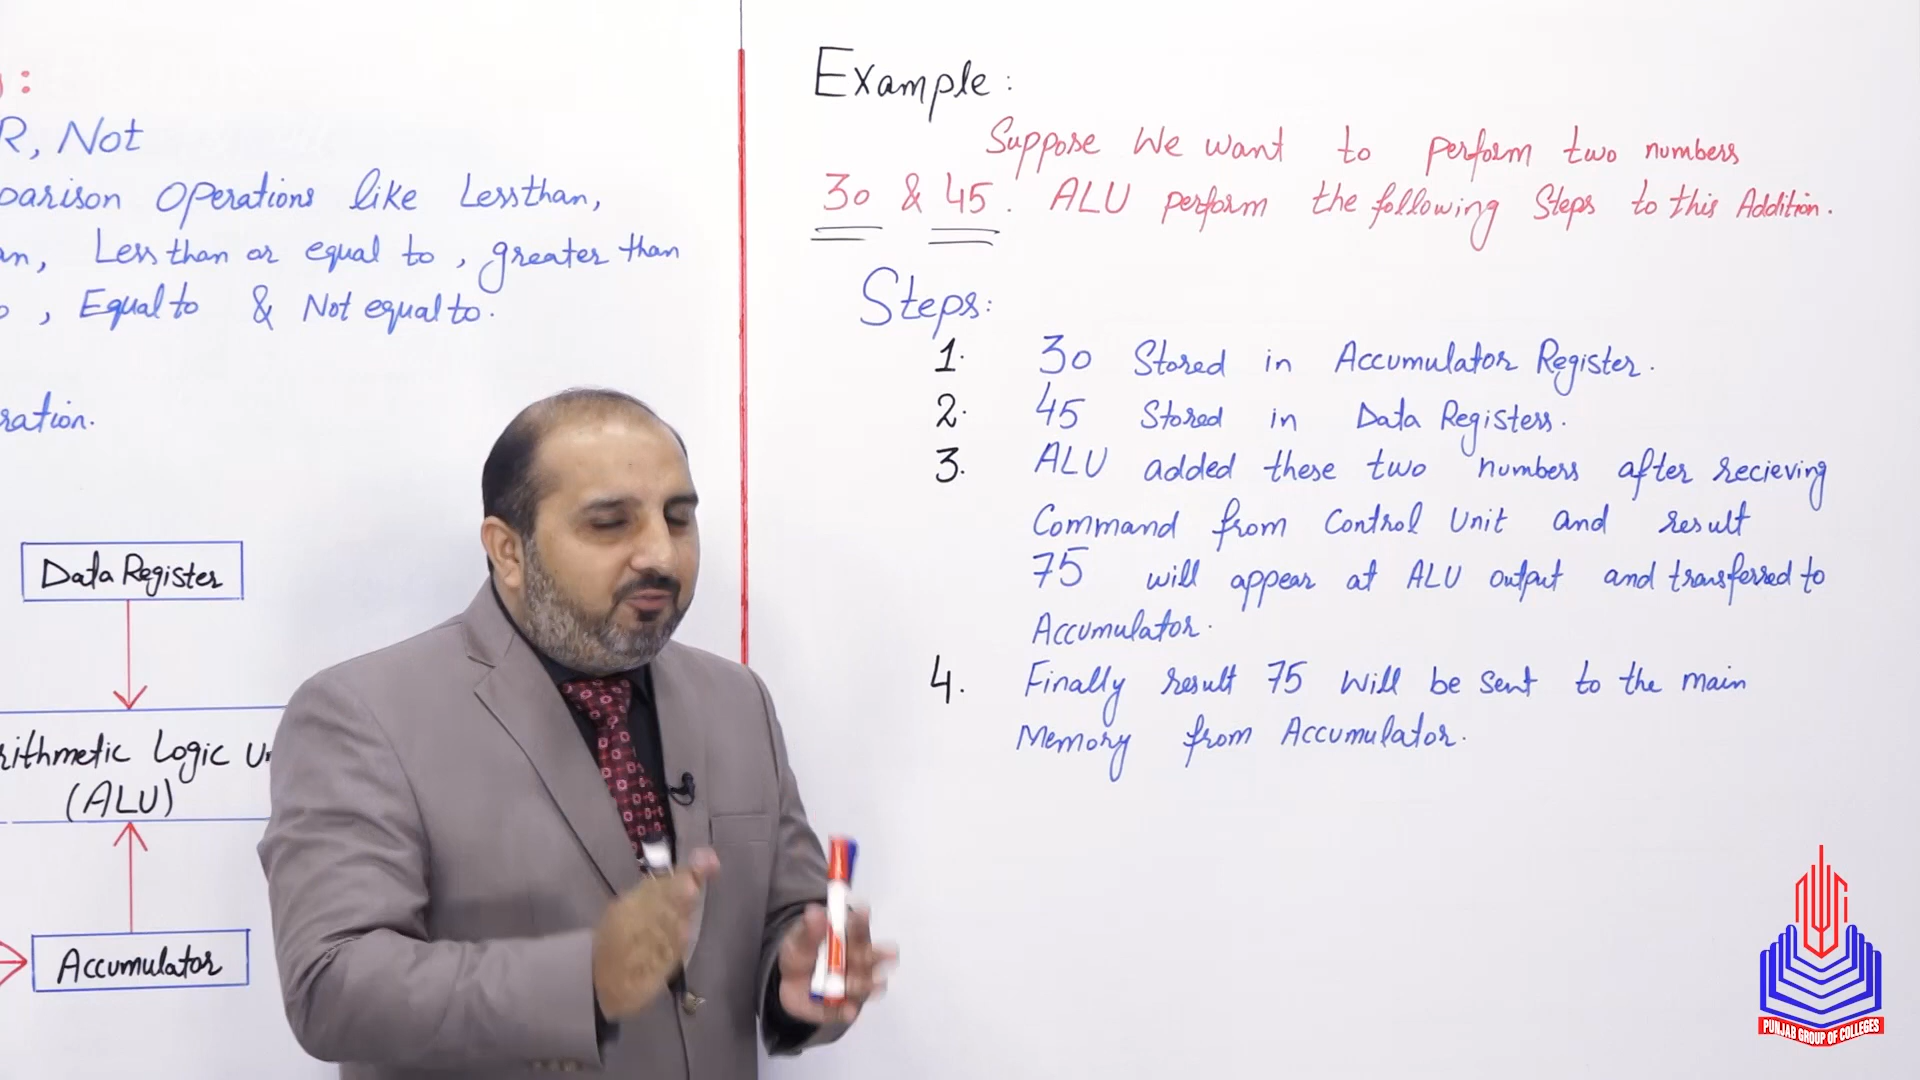 :
R, Not
parison Operations like Less than,
an, Less than or equal to, greater than
o, Equal to & Not equal to.
ration.
Data Register
rithmetic Logic Un
(ALU)
Accumulator
Example:
Suppose We want to perform two numbers
30 & 45. ALU perform the following Steps to this Addition.
Steps:
1. 30 Stored in Accumulator Register.
2. 45 Stored in Data Registers.
3. ALU added these two numbers after recieving
Command from Control Unit and result
75 will appear at ALU output and transferred to
Accumulator.
4. Finally result 75 will be sent to the main
Memory from Accumulator.
PUNJAB GROUP OF COLLEGES